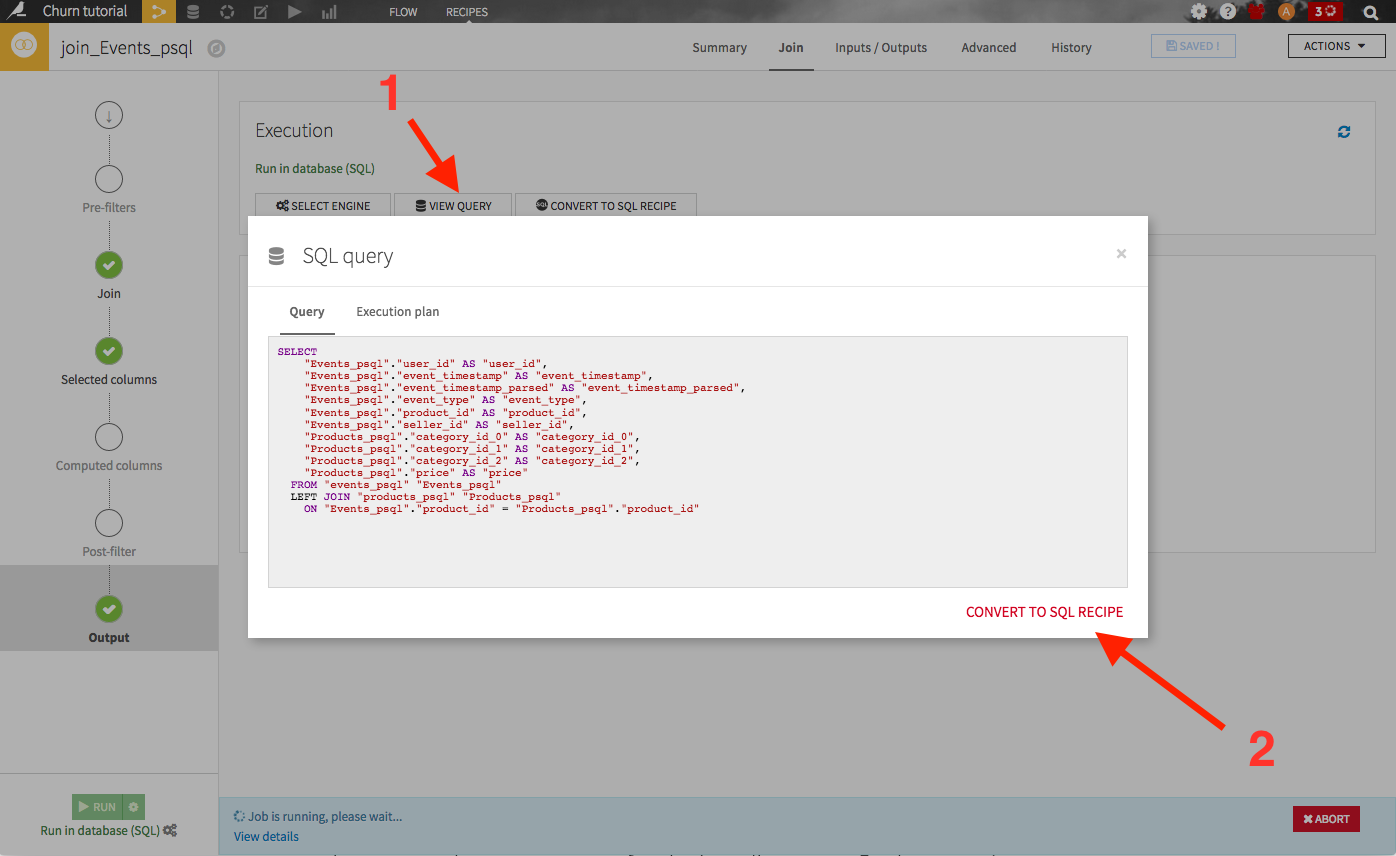 Churn tutorial
FLOW
RECIPES
A
3
join_Events_psql
Summary
Join
Inputs / Outputs
Advanced
History
SAVED !
ACTIONS
1
Execution
Run in database (SQL)
SELECT ENGINE
VIEW QUERY
SQL CONVERT TO SQL RECIPE
Pre-filters
Join
Selected columns
Computed columns
Post-filter
Output
SQL query
×
Query
Execution plan
SELECT
"Events_psql"."user_id" AS "user_id",
"Events_psql"."event_timestamp" AS "event_timestamp",
"Events_psql"."event_timestamp_parsed" AS "event_timestamp_parsed",
"Events_psql"."event_type" AS "event_type",
"Events_psql"."product_id" AS "product_id",
"Events_psql"."seller_id" AS "seller_id",
"Products_psql"."category_id_0" AS "category_id_0",
"Products_psql"."category_id_1" AS "category_id_1",
"Products_psql"."category_id_2" AS "category_id_2",
"Products_psql"."price" AS "price"
FROM "events_psql" "Events_psql"
LEFT JOIN "products_psql" "Products_psql"
ON "Events_psql"."product_id" = "Products_psql"."product_id"
CONVERT TO SQL RECIPE
2
RUN
Run in database (SQL)
Job is running, please wait...
View details
ABORT